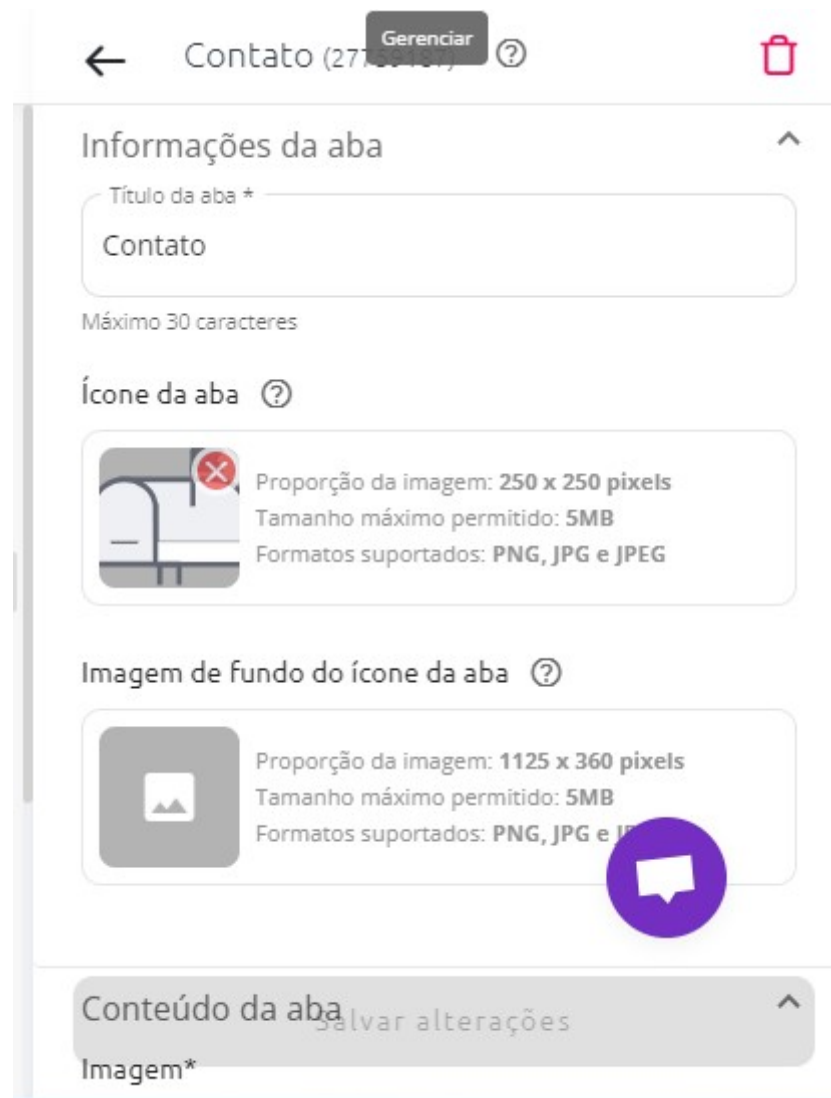 Gerenciar
Contato (27759187)
Informações da aba
Título da aba *
Contato
Máximo 30 caracteres
Ícone da aba
Proporção da imagem: 250 x 250 pixels
Tamanho máximo permitido: 5MB
Formatos suportados: PNG, JPG e JPEG
Imagem de fundo do ícone da aba
Proporção da imagem: 1125 x 360 pixels
Tamanho máximo permitido: 5MB
Formatos suportados: PNG, JPG e
Conteúdo da aba
Salvar alterações
Imagem*